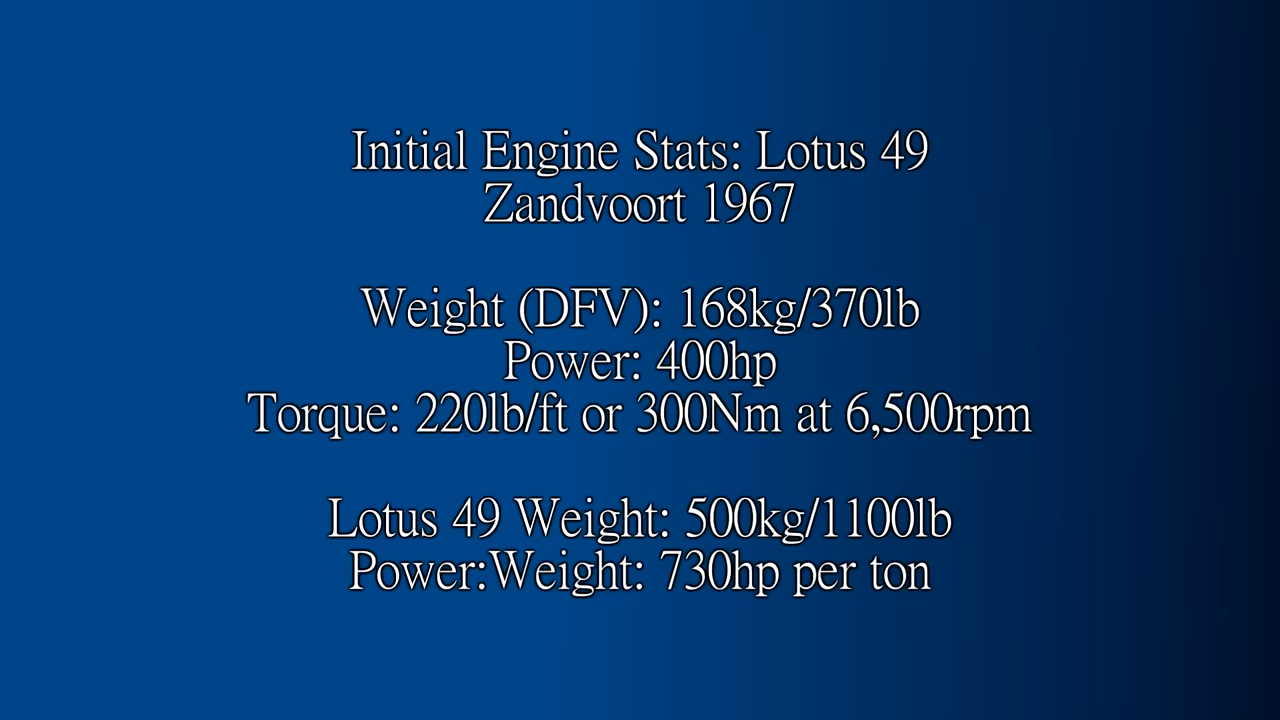 Initial Engine Stats: Lotus 49
Zandvoort 1967
Weight (DFV): 168kg/370lb
Power: 400hp
Torque: 220lb/ft or 300Nm at 6,500rpm
Lotus 49 Weight: 500kg/1100lb
Power:Weight: 730hp per ton